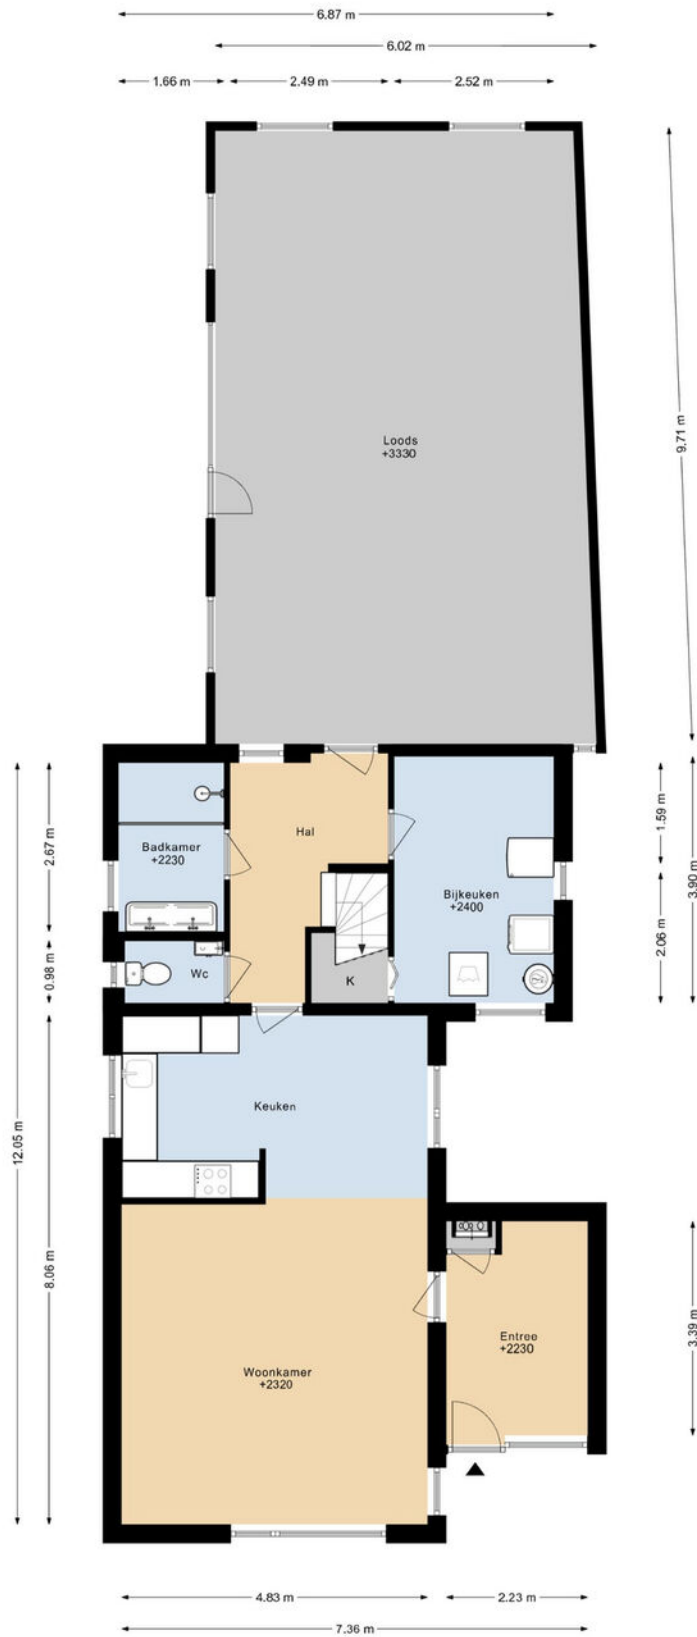 6.87 m
6.02 m
1.66 m
2.49 m
2.52 m
9.71 m
Loods
+3330
Hal
Badkamer
+2230
Bijkeuken
+2400
Wc
K
2.67 m
0.98 m
1.59 m
2.06 m
3.90 m
Keuken
12.05 m
8.06 m
Woonkamer
+2320
Entree
+2230
3.39 m
4.83 m
2.23 m
7.36 m